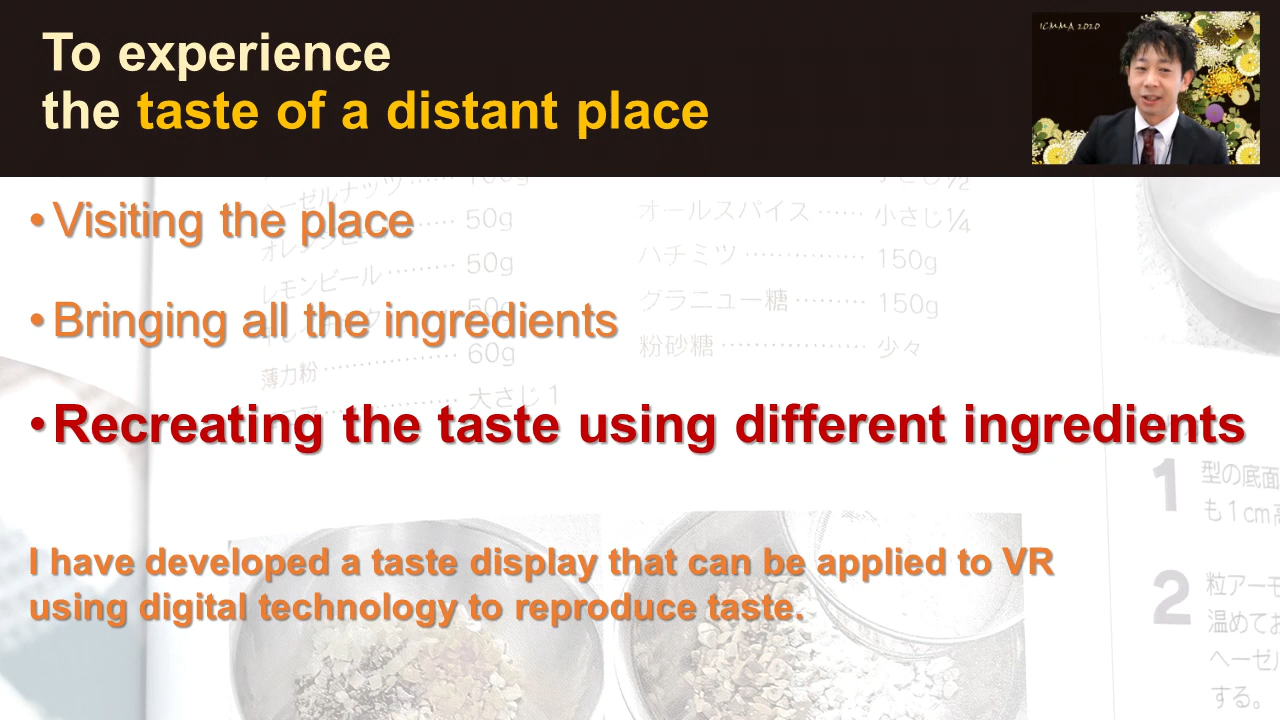 To experience
the taste of a distant place
ICMMA 2020
• Visiting the place
• Bringing all the ingredients
• Recreating the taste using different ingredients
I have developed a taste display that can be applied to VR
using digital technology to reproduce taste.
ヘーゼルナッツ…… 100g
50g
レモンピール……… 50g
50g
薄力粉………………… 60g
大さじ1
小さじ½
オールスパイス…… 小さじ¼
ハチミツ…………… 150g
グラニュー糖……… 150g
粉砂糖………………… 少々
1 型の底面
も1cm高
2 粒アーモ
温めてお
ヘーゼル
する。